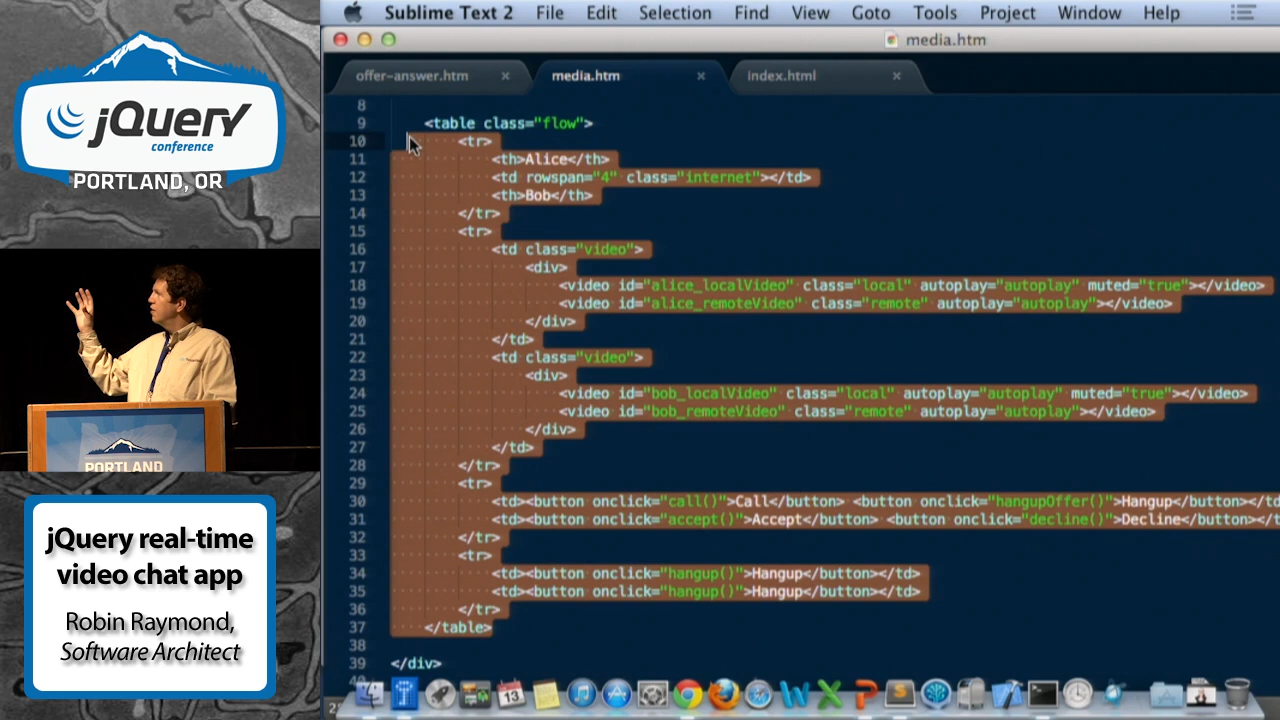 jQuery
conference
PORTLAND, OR
PORTLAND
jQuery real-time
video chat app
Robin Raymond,
Software Architect
Sublime Text 2 File Edit Selection Find View Goto Tools Project Window Help
media.htm
offer-answer.htm × media.htm × index.html ×
8
9 <table class="flow">
10 <tr>
11 <th>Alice</th>
12 <td rowspan="4" class="internet"></td>
13 <th>Bob</th>
14 </tr>
15 <tr>
16 <td class="video">
17 <div>
18 <video id="alice_localVideo" class="local" autoplay="autoplay" muted="true"></video>
19 <video id="alice_remoteVideo" class="remote" autoplay="autoplay"></video>
20 </div>
21 </td>
22 <td class="video">
23 <div>
24 <video id="bob_localVideo" class="local" autoplay="autoplay" muted="true"></video>
25 <video id="bob_remoteVideo" class="remote" autoplay="autoplay"></video>
26 </div>
27 </td>
28 </tr>
29 <tr>
30 <td><button onclick="call()">Call</button> <button onclick="hangupOffer()">Hangup</button></td
31 <td><button onclick="accept()">Accept</button> <button onclick="decline()">Decline</button></t
32 </tr>
33 <tr>
34 <td><button onclick="hangup()">Hangup</button></td>
35 <td><button onclick="hangup()">Hangup</button></td>
36 </tr>
37 </table>
38
39 </div>
13